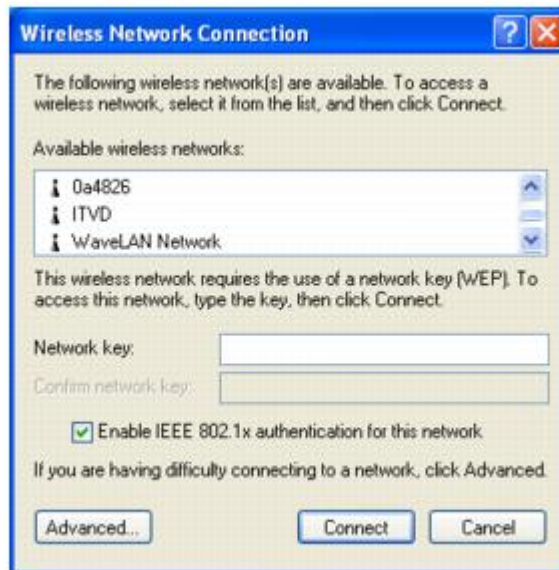 Wireless Network Connection
The following wireless network(s) are available. To access a
wireless network, select it from the list, and then click Connect.
Available wireless networks:
0a4826
ITVD
WaveLAN Network
This wireless network requires the use of a network key (WEP). To
access this network, type the key, then click Connect.
Network key:
Confirm network key:
Enable IEEE 802.1x authentication for this network
If you are having difficulty connecting to a network, click Advanced.
Advanced... Connect Cancel